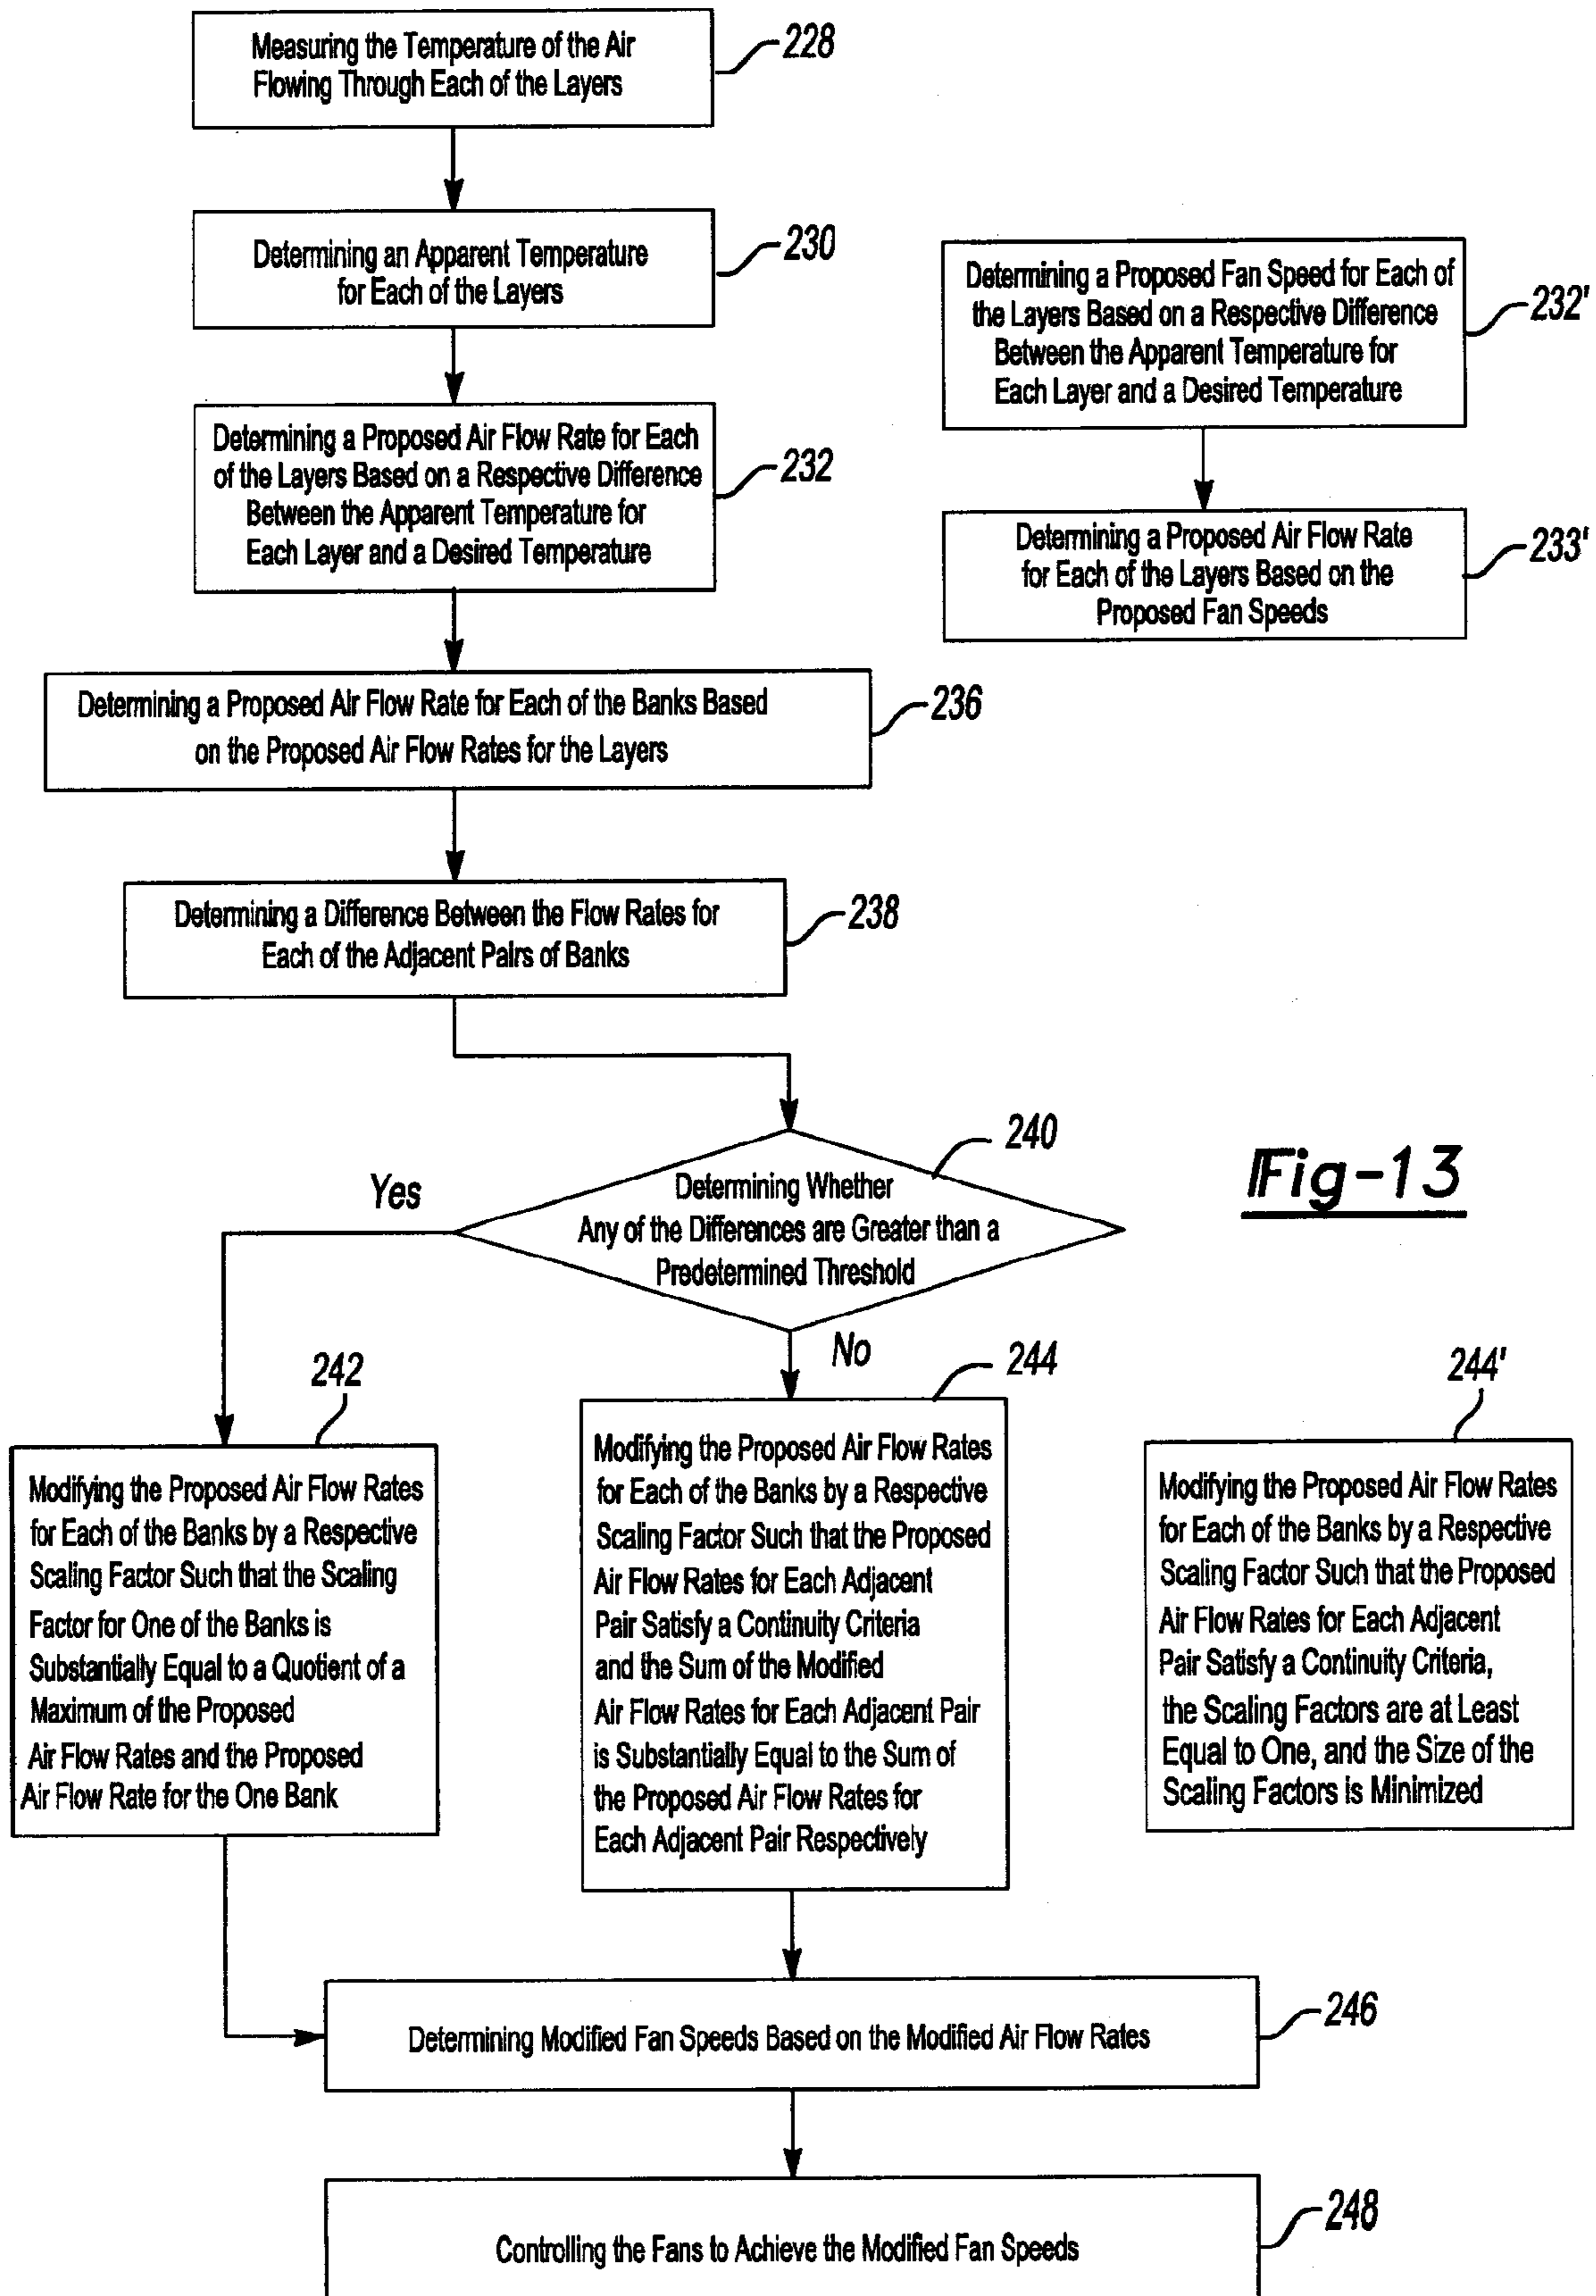 Measuring the Temperature of the Air
Flowing Through Each of the Layers
228
Determining an Apparent Temperature
for Each of the Layers
230
Determining a Proposed Air Flow Rate for Each
of the Layers Based on a Respective Difference
Between the Apparent Temperature for
Each Layer and a Desired Temperature
232
Determining a Proposed Fan Speed for Each of
the Layers Based on a Respective Difference
Between the Apparent Temperature for
Each Layer and a Desired Temperature
232'
Determining a Proposed Air Flow Rate
for Each of the Layers Based on the
Proposed Fan Speeds
233'
Determining a Proposed Air Flow Rate for Each of the Banks Based
on the Proposed Air Flow Rates for the Layers
236
Determining a Difference Between the Flow Rates for
Each of the Adjacent Pairs of Banks
238
240
Determining Whether
Any of the Differences are Greater than a
Predetermined Threshold
Yes
No
Fig-13
242
Modifying the Proposed Air Flow Rates
for Each of the Banks by a Respective
Scaling Factor Such that the Scaling
Factor for One of the Banks is
Substantially Equal to a Quotient of a
Maximum of the Proposed
Air Flow Rates and the Proposed
Air Flow Rate for the One Bank
244
Modifying the Proposed Air Flow Rates
for Each of the Banks by a Respective
Scaling Factor Such that the Proposed
Air Flow Rates for Each Adjacent
Pair Satisfy a Continuity Criteria
and the Sum of the Modified
Air Flow Rates for Each Adjacent Pair
is Substantially Equal to the Sum of
the Proposed Air Flow Rates for
Each Adjacent Pair Respectively
244'
Modifying the Proposed Air Flow Rates
for Each of the Banks by a Respective
Scaling Factor Such that the Proposed
Air Flow Rates for Each Adjacent
Pair Satisfy a Continuity Criteria,
the Scaling Factors are at Least
Equal to One, and the Size of the
Scaling Factors is Minimized
Determining Modified Fan Speeds Based on the Modified Air Flow Rates
246
Controlling the Fans to Achieve the Modified Fan Speeds
248